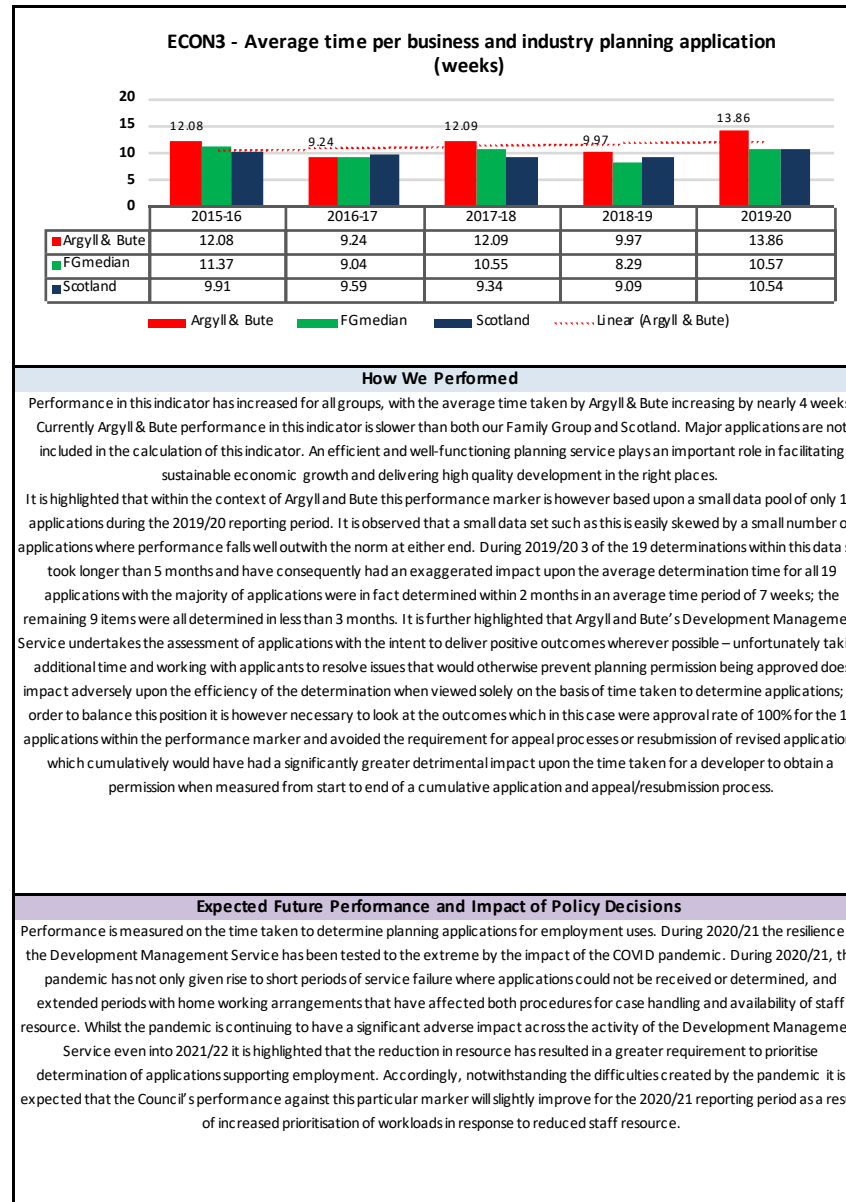 ECON3 - Average time per business and industry planning application
(weeks)
20
15
10
5
0
12.08
9.24
12.09
9.97
13.86
2015-16 2016-17 2017-18 2018-19 2019-20
Argyll & Bute 12.08 9.24 12.09 9.97 13.86
FGmedian 11.37 9.04 10.55 8.29 10.57
Scotland 9.91 9.59 9.34 9.09 10.54
Argyll & Bute FGmedian Scotland Linear (Argyll & Bute)
How We Performed
Performance in this indicator has increased for all groups, with the average time taken by Argyll & Bute increasing by nearly 4
Currently Argyll & Bute performance in this indicator is slower than both our Family Group and Scotland. Major applications are not
included in the calculation of this indicator. An efficient and well-functioning planning service plays an important role in facilitating
sustainable economic growth and delivering high quality development in the right places.
It is highlighted that within the context of Argyll and Bute this performance marker is however based upon a small data pool of only
applications during the 2019/20 reporting period. It is observed that a small data set such as this is easily skewed by a small number
applications where performance falls well outwith the norm at either end. During 2019/20 3 of the 19 determinations within this data
took longer than 5 months and have consequently had an exaggerated impact upon the average determination time for all 19
applications with the majority of applications were in fact determined within 2 months in an average time period of 7 weeks; the
remaining 9 items were all determined in less than 3 months. It is further highlighted that Argyll and Bute's Development
Service undertakes the assessment of applications with the intent to deliver positive outcomes wherever possible – unfortunately
additional time and working with applicants to resolve issues that would otherwise prevent planning permission being approved
impact adversely upon the efficiency of the determination when viewed solely on the basis of time taken to determine applications;
order to balance this position it is however necessary to look at the outcomes which in this case were approval rate of 100% for the
applications within the performance marker and avoided the requirement for appeal processes or resubmission of revised
which cumulatively would have had a significantly greater detrimental impact upon the time taken for a developer to obtain a
permission when measured from start to end of a cumulative application and appeal/resubmission process.
Expected Future Performance and Impact of Policy Decisions
Performance is measured on the time taken to determine planning applications for employment uses. During 2020/21 the resilience
the Development Management Service has been tested to the extreme by the impact of the COVID pandemic. During 2020/21,
pandemic has not only given rise to short periods of service failure where applications could not be received or determined, and
extended periods with home working arrangements that have affected both procedures for case handling and availability of staff
resource. Whilst the pandemic is continuing to have a significant adverse impact across the activity of the Development
Service even into 2021/22 it is highlighted that the reduction in resource has resulted in a greater requirement to prioritise
determination of applications supporting employment. Accordingly, notwithstanding the difficulties created by the pandemic it is
expected that the Council's performance against this particular marker will slightly improve for the 2020/21 reporting period as a
of increased prioritisation of workloads in response to reduced staff resource.